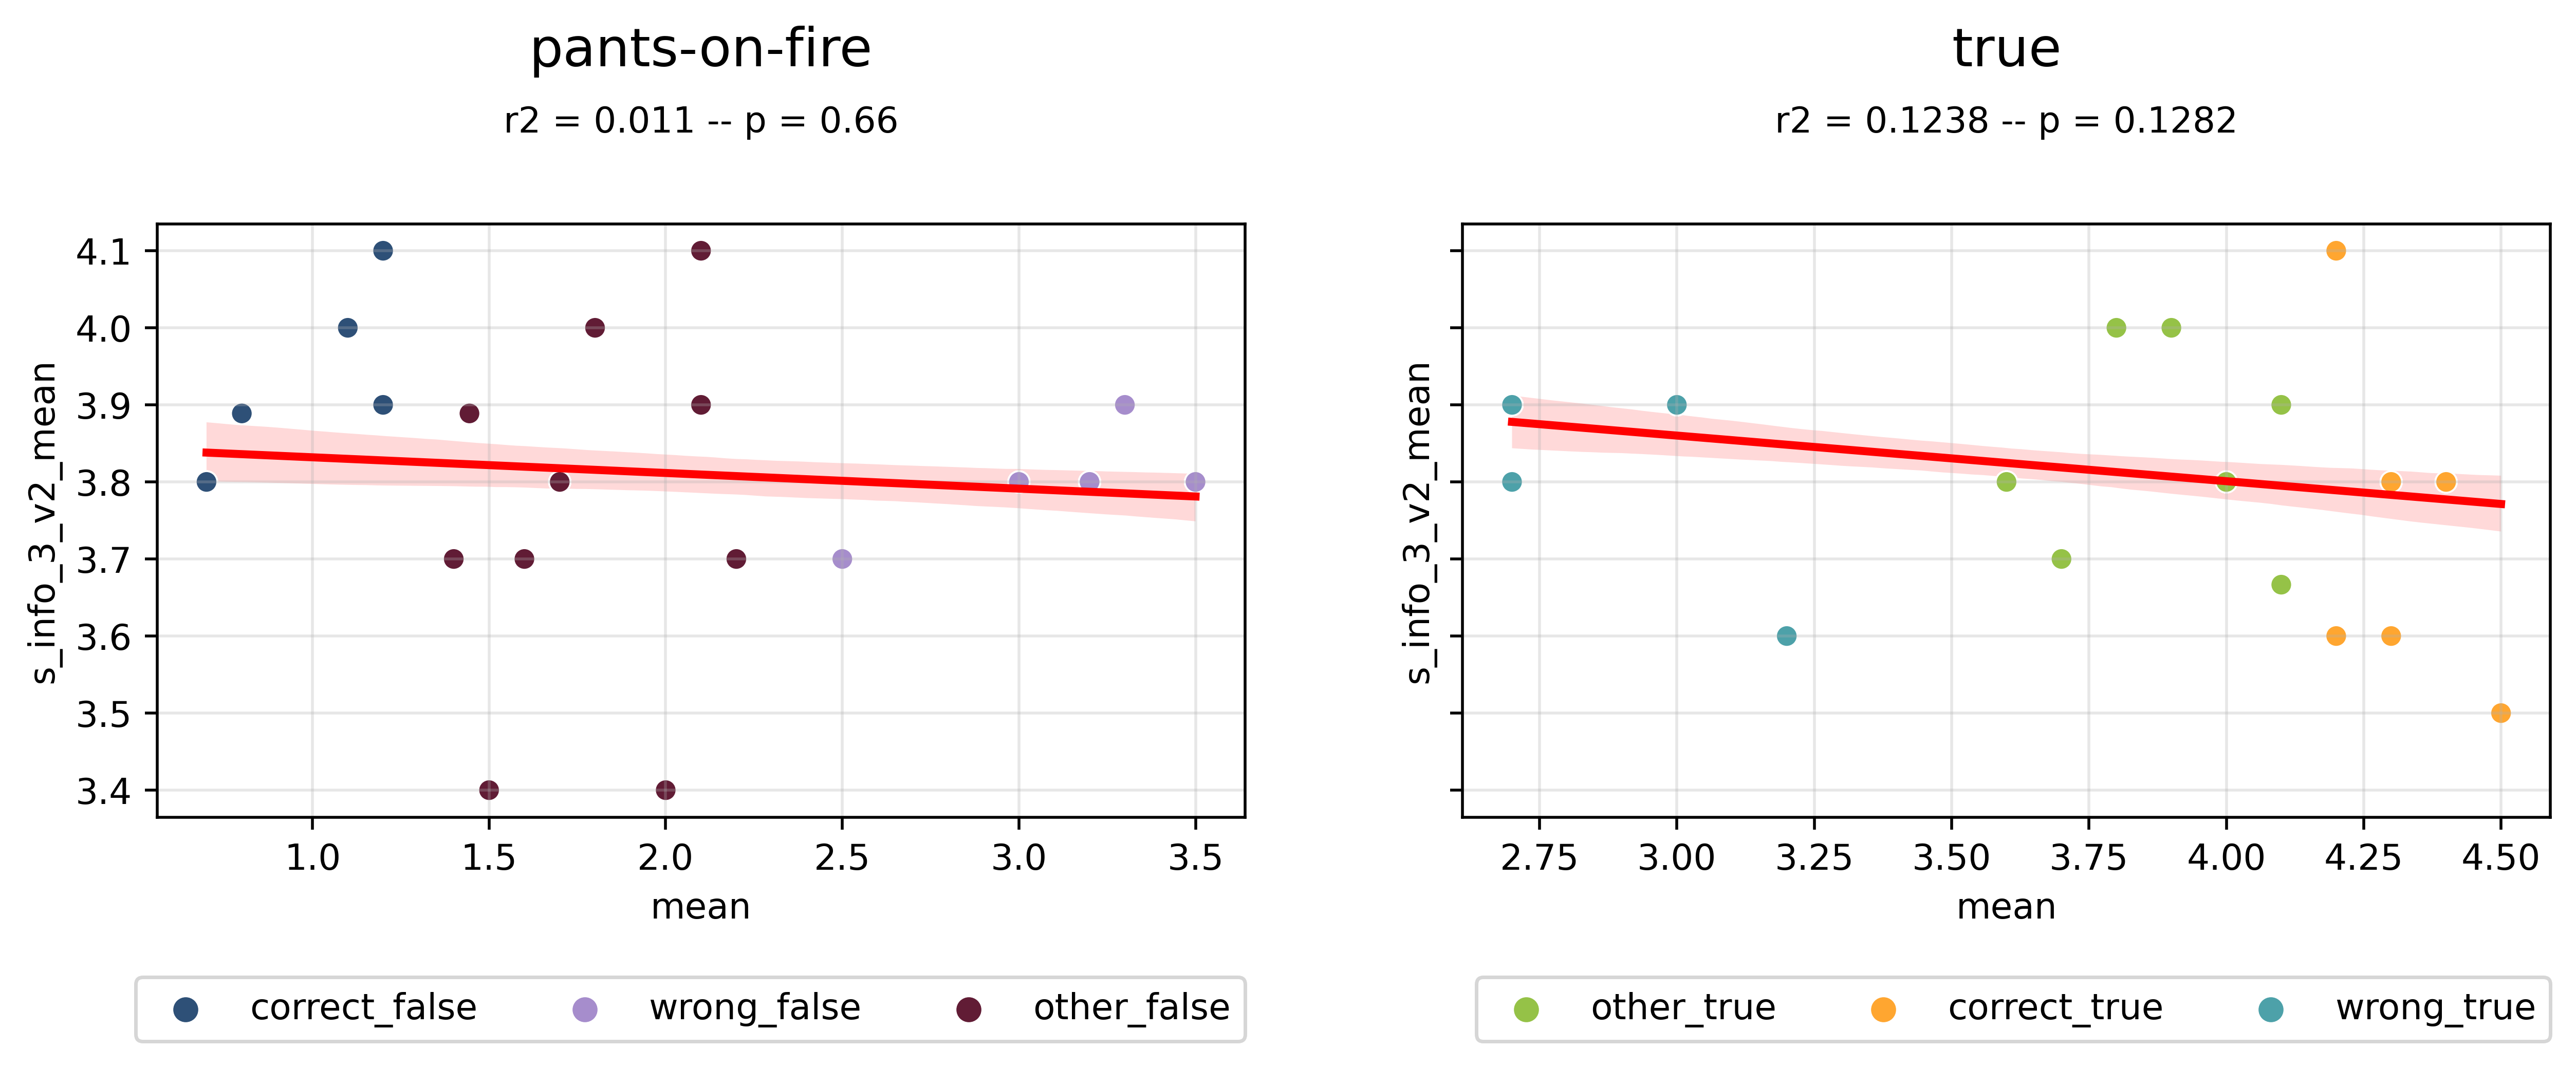 pants-on-fire
r2 = 0.011 -- p = 0.66
s_info_3_v2_mean
4.1
4.0
3.9
3.8
3.7
3.6
3.5
3.4
1.0 1.5 2.0 2.5 3.0 3.5
mean
correct_false wrong_false other_false
true
r2 = 0.1238 -- p = 0.1282
s_info_3_v2_mean
2.75 3.00 3.25 3.50 3.75 4.00 4.25 4.50
mean
other_true correct_true wrong_true